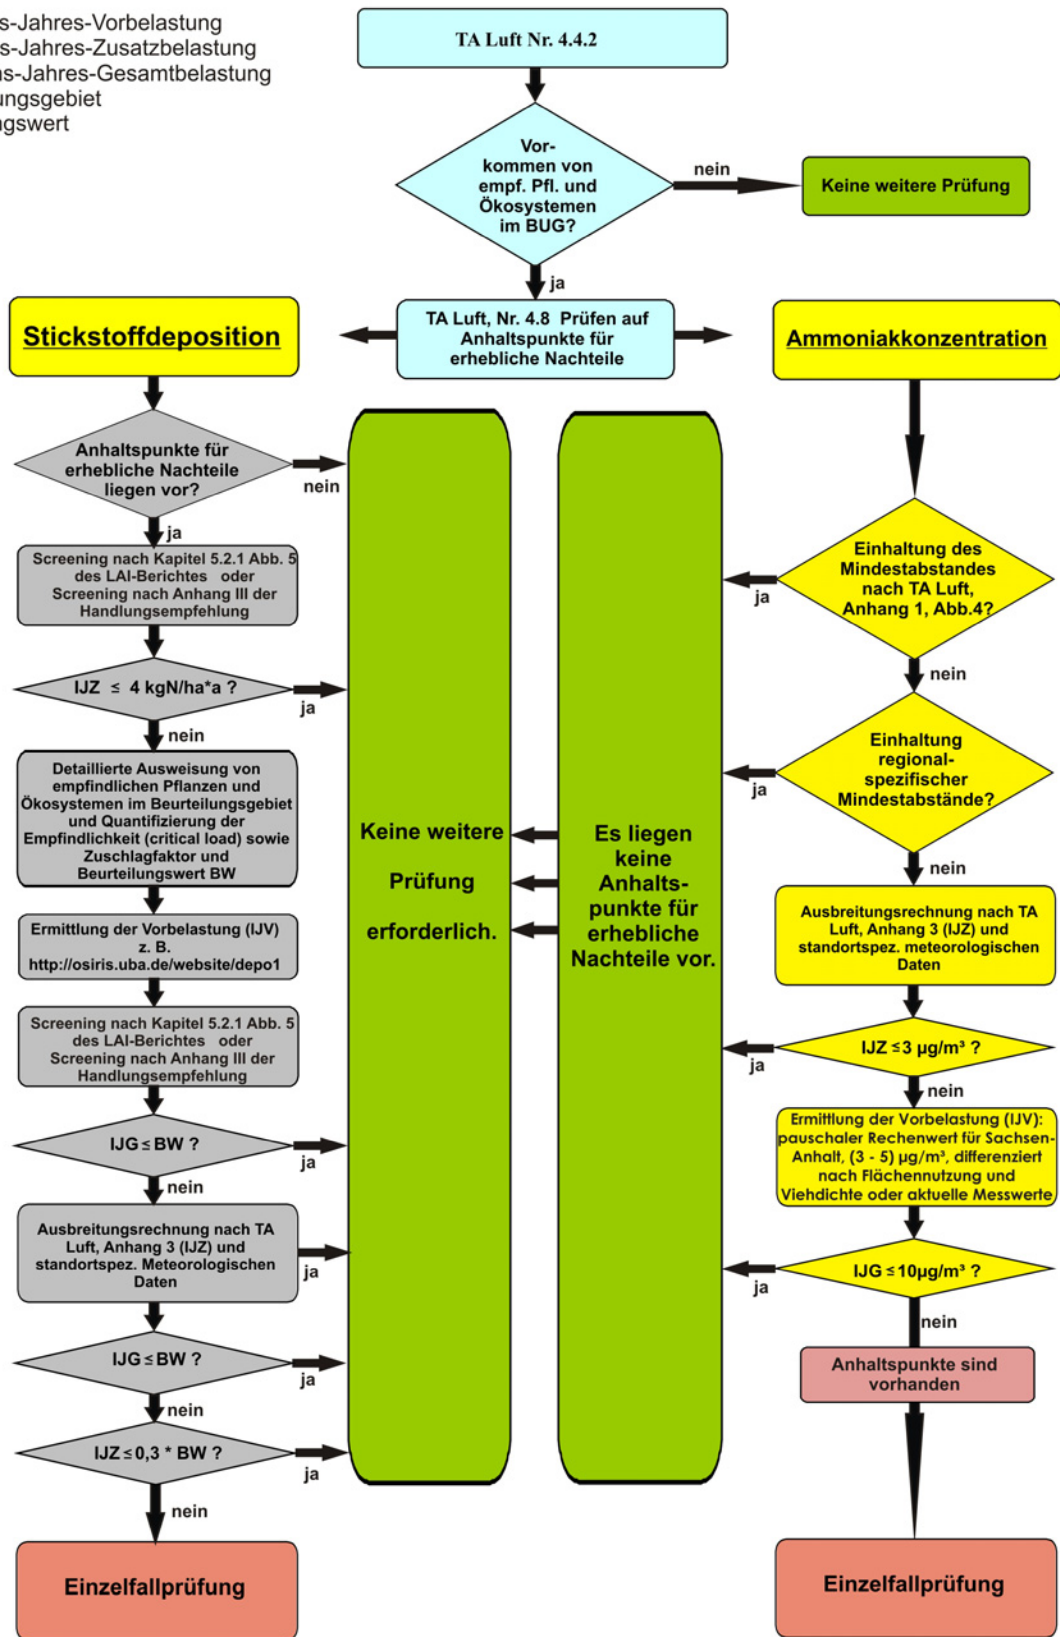 s-Jahres-Vorbelastung
s-Jahres-Zusatzbelastung
ns-Jahres-Gesamtbelastung
ungsgebiet
ngswert
TA Luft Nr. 4.4.2
Vor-
kommen von
empf. Pfl. und
Ökosystemen
im BUG?
nein
Keine weitere Prüfung
ja
TA Luft, Nr. 4.8 Prüfen auf
Anhaltspunkte für
erhebliche Nachteile
Stickstoffdeposition
Anhaltspunkte für
erhebliche Nachteile
liegen vor?
nein
ja
Screening nach Kapitel 5.2.1 Abb. 5
des LAI-Berichtes oder
Screening nach Anhang III der
Handlungsempfehlung
IJZ ≤ 4 kgN/ha*a ?
ja
nein
Detaillierte Ausweisung von
empfindlichen Pflanzen und
Ökosystemen im Beurteilungsgebiet
und Quantifizierung der
Empfindlichkeit (critical load) sowie
Zuschlagfaktor und
Beurteilungswert BW
Ermittlung der Vorbelastung (IJV)
z. B.
http://osiris.uba.de/website/depo1
Screening nach Kapitel 5.2.1 Abb. 5
des LAI-Berichtes oder
Screening nach Anhang III der
Handlungsempfehlung
IJG ≤ BW ?
ja
nein
Ausbreitungsrechnung nach TA
Luft, Anhang 3 (IJZ) und
standortspez. Meteorologischen
Daten
ja
IJG ≤ BW ?
ja
nein
IJZ ≤ 0,3 * BW ?
ja
nein
Einzelfallprüfung
Keine weitere
Prüfung
erforderlich.
Es liegen
keine
Anhalts-
punkte für
erhebliche
Nachteile vor.
Ammoniakkonzentration
Einhaltung des
Mindestabstandes
nach TA Luft,
Anhang 1, Abb.4?
ja
nein
Einhaltung
regional-
spezifischer
Mindestabstände?
ja
nein
Ausbreitungsrechnung nach TA
Luft, Anhang 3 (IJZ) und
standortspez. meteorologischen
Daten
IJZ ≤ 3 µg/m³ ?
ja
nein
Ermittlung der Vorbelastung (IJV):
pauschaler Rechenwert für Sachsen-
Anhalt, (3 - 5) µg/m³, differenziert
nach Flächennutzung und
Viehdichte oder aktuelle Messwerte
IJG ≤ 10µg/m³ ?
ja
nein
Anhaltspunkte sind
vorhanden
Einzelfallprüfung